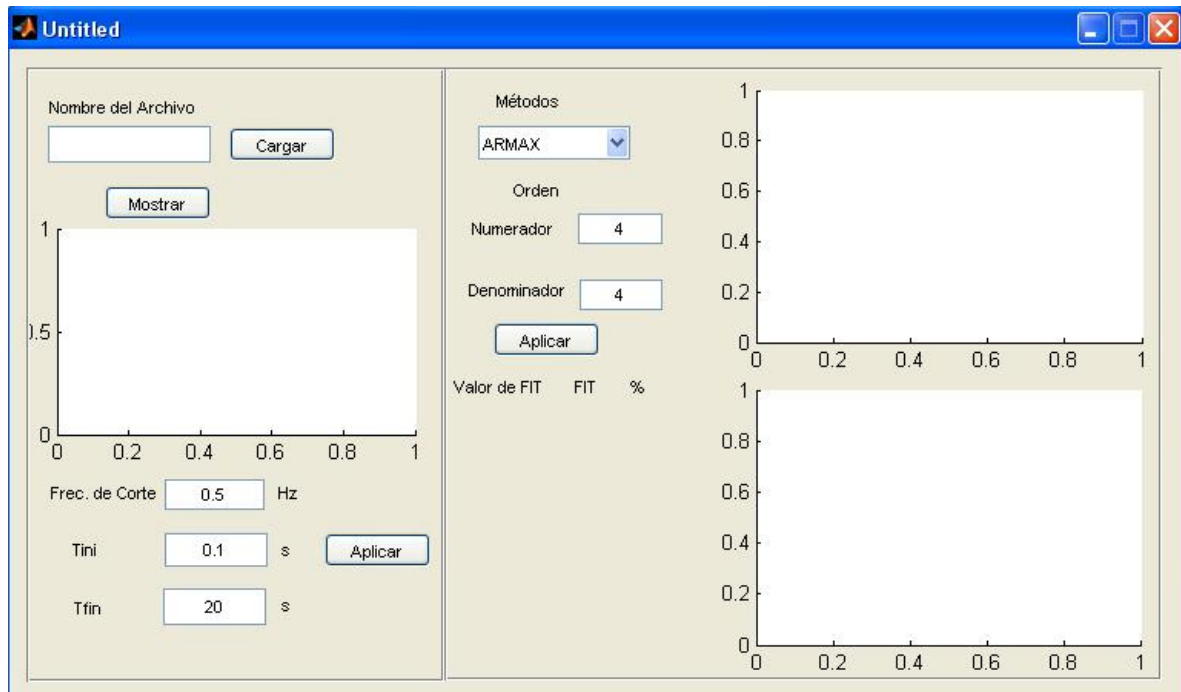 Untitled
Nombre del Archivo
Cargar
Mostrar
1
0.5
0
0 0.2 0.4 0.6 0.8 1
Frec. de Corte 0.5 Hz
Tini 0.1 s Aplicar
Tfin 20 s
Métodos
ARMAX
Orden
Numerador 4
Denominador 4
Aplicar
Valor de FIT FIT %
1
0.8
0.6
0.4
0.2
0
0 0.2 0.4 0.6 0.8 1
1
0.8
0.6
0.4
0.2
0
0 0.2 0.4 0.6 0.8 1